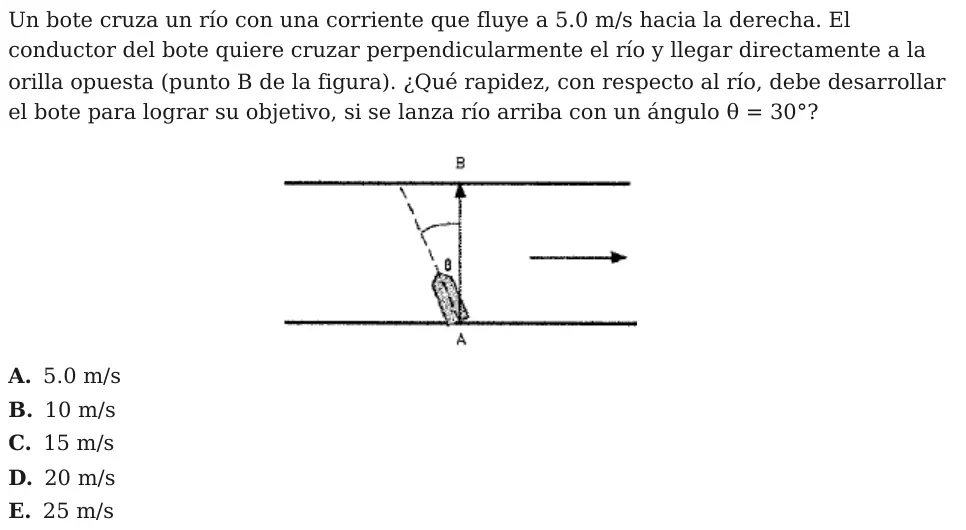 Un bote cruza un río con una corriente que fluye a 5.0 m/s hacia la derecha. El
conductor del bote quiere cruzar perpendicularmente el río y llegar directamente a la
orilla opuesta (punto B de la figura). ¿Qué rapidez, con respecto al río, debe desarrollar
el bote para lograr su objetivo, si se lanza río arriba con un ángulo θ = 30°?
B
θ
A
A. 5.0 m/s
B. 10 m/s
C. 15 m/s
D. 20 m/s
E. 25 m/s